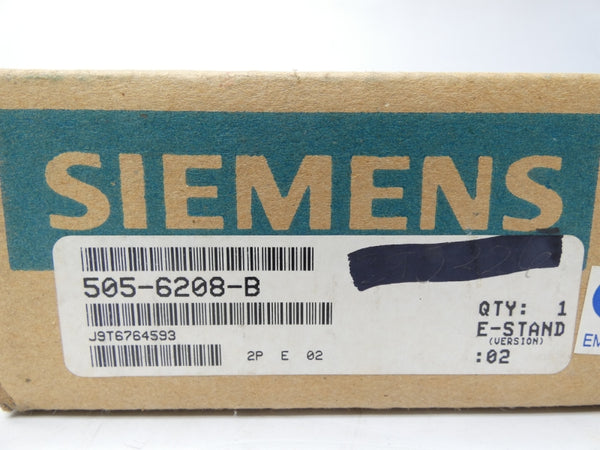 SIEMENS
505-6208-B
J9T6764593
2P E 02
QTY: 1
E-STAND
(VERSION)
:02
EM